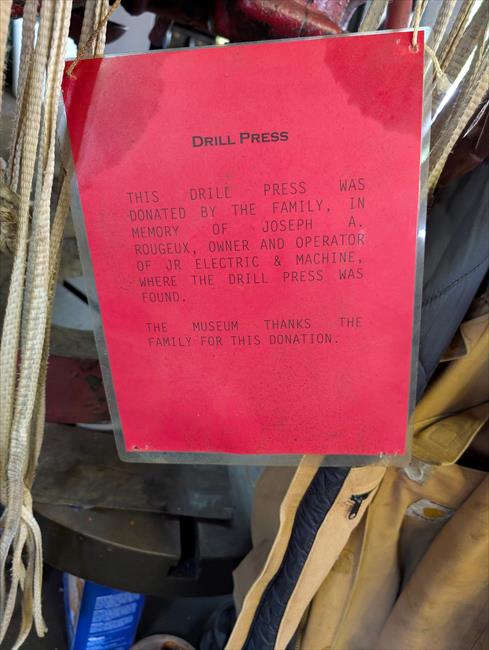 DRILL PRESS
THIS DRILL PRESS WAS
DONATED BY THE FAMILY, IN
MEMORY OF JOSEPH A.
ROUGEUX, OWNER AND OPERATOR
OF JR ELECTRIC & MACHINE,
WHERE THE DRILL PRESS WAS
FOUND.
THE MUSEUM THANKS THE
FAMILY FOR THIS DONATION.